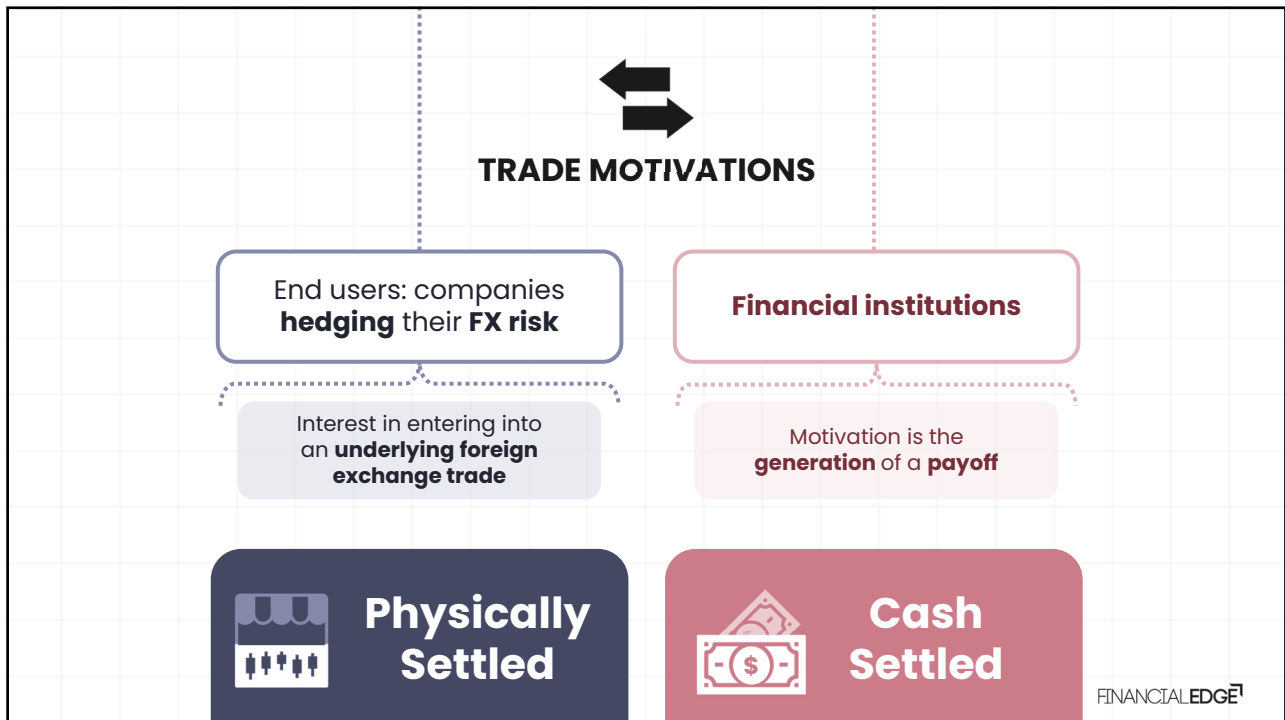 TRADE MOTIVATIONS
End users: companies
hedging their FX risk
Interest in entering into
an underlying foreign
exchange trade
Physically
Settled
Financial institutions
Motivation is the
generation of a payoff
$
Cash
Settled
FINANCIALEDGE